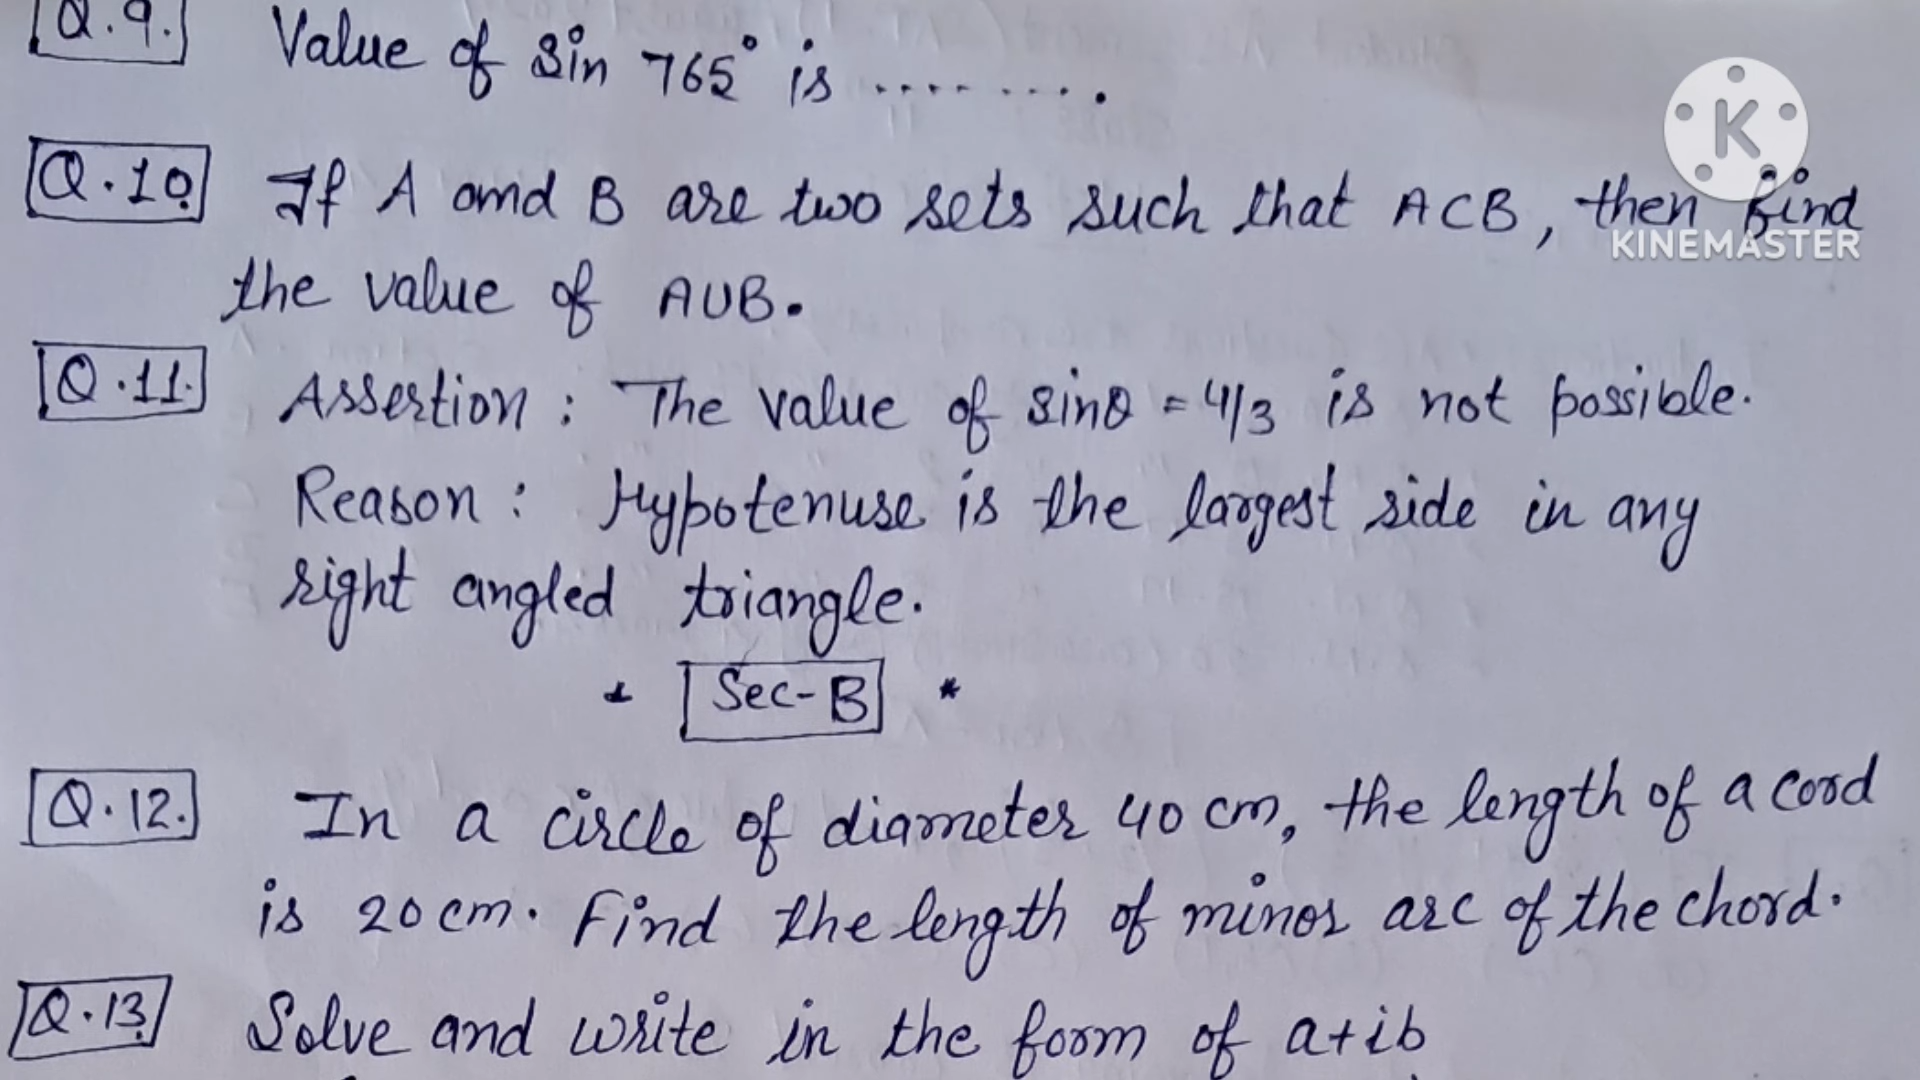 Q.9. Value of sin 765° is ........
Q.10. If A and B are two sets such that A⊂B, then find
the value of A∪B.
Q.11. Assertion : The value of sinθ = 4/3 is not possible.
Reason : Hypotenuse is the largest side in any
right angled triangle.
* Sec-B *
Q.12. In a circle of diameter 40 cm, the length of a cord
is 20 cm. Find the length of minor arc of the chord.
Q.13. Solve and write in the form of a+ib
K
KINEMASTER